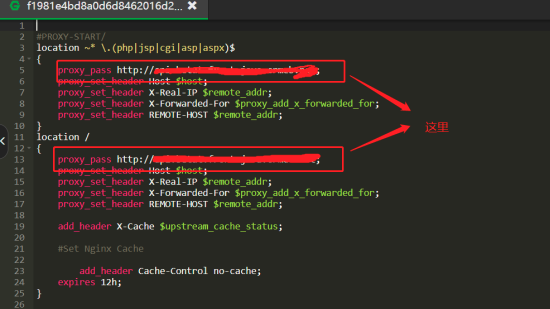 f1981e4bd8a0d6d8462016d2...
1
2 #PROXY-START/
3 location ~* \.(php|jsp|cgi|asp|aspx)$
4 {
5 proxy_pass http://
6 proxy_set_header Host $host;
7 proxy_set_header X-Real-IP $remote_addr;
8 proxy_set_header X-Forwarded-For $proxy_add_x_forwarded_for;
9 proxy_set_header REMOTE-HOST $remote_addr;
10 }
11 location /
12 {
13 proxy_pass http://
14 proxy_set_header Host $host;
15 proxy_set_header X-Real-IP $remote_addr;
16 proxy_set_header X-Forwarded-For $proxy_add_x_forwarded_for;
17 proxy_set_header REMOTE-HOST $remote_addr;
18
19 add_header X-Cache $upstream_cache_status;
20
21 #Set Nginx Cache
22
23 add_header Cache-Control no-cache;
24 expires 12h;
25 }
26
这里